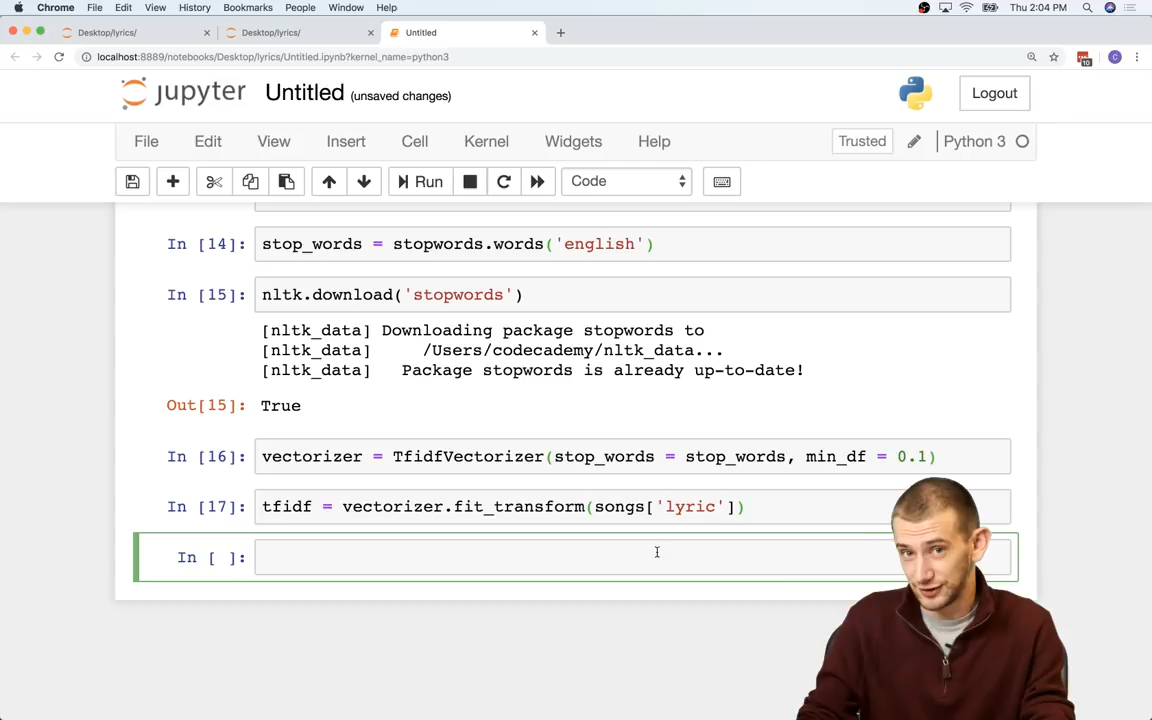 Chrome File Edit View History Bookmarks People Window Help Thu 2:04 PM
Desktop/lyrics/ Desktop/lyrics/ Untitled
localhost:8889/notebooks/Desktop/lyrics/Untitled.ipynb?kernel_name=python3 10 C
jupyter Untitled (unsaved changes) Logout
File Edit View Insert Cell Kernel Widgets Help Trusted Python 3
Run Code
In [14]: stop_words = stopwords.words('english')
In [15]: nltk.download('stopwords')
[nltk_data] Downloading package stopwords to
[nltk_data] /Users/codecademy/nltk_data...
[nltk_data] Package stopwords is already up-to-date!
Out[15]: True
In [16]: vectorizer = TfidfVectorizer(stop_words = stop_words, min_df = 0.1)
In [17]: tfidf = vectorizer.fit_transform(songs['lyric'])
In [ ]: